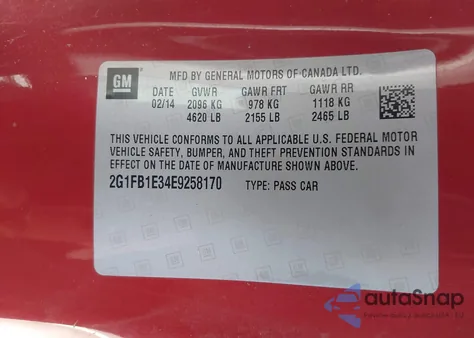 GM MFD BY GENERAL MOTORS OF CANADA LTD.
DATE GVWR GAWR FRT GAWR RR
02/14 2096 KG 978 KG 1118 KG
4620 LB 2155 LB 2465 LB
THIS VEHICLE CONFORMS TO ALL APPLICABLE U.S. FEDERAL MOTOR
VEHICLE SAFETY, BUMPER, AND THEFT PREVENTION STANDARDS IN
EFFECT ON THE DATE OF MANUFACTURE SHOWN ABOVE.
2G1FB1E34E9258170 TYPE: PASS CAR
autoSnap